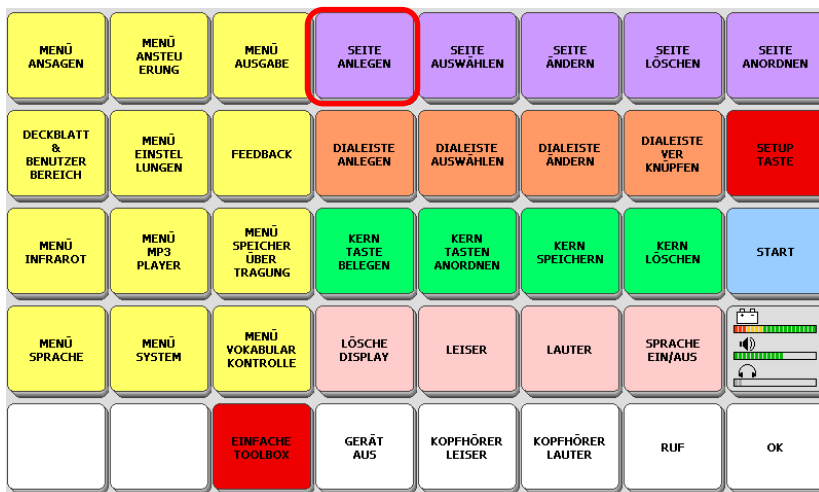 MENÜ
ANSAGEN
MENÜ
ANSTEU
ERUNG
MENÜ
AUSGABE
SEITE
ANLEGEN
SEITE
AUSWÄHLEN
SEITE
ÄNDERN
SEITE
LÖSCHEN
SEITE
ANORDNEN
DECKBLATT
&
BENUTZER
BEREICH
MENÜ
EINSTEL
LUNGEN
FEEDBACK
DIALEISTE
ANLEGEN
DIALEISTE
AUSWÄHLEN
DIALEISTE
ÄNDERN
DIALEISTE
VER
KNÜPFEN
SETUP
TASTE
MENÜ
INFRAROT
MENÜ
MP3
PLAYER
MENÜ
SPEICHER
ÜBER
TRAGUNG
KERN
TASTE
BELEGEN
KERN
TASTEN
ANORDNEN
KERN
SPEICHERN
KERN
LÖSCHEN
START
MENÜ
SPRACHE
MENÜ
SYSTEM
MENÜ
VOKABULAR
KONTROLLE
LÖSCHE
DISPLAY
LEISER
LAUTER
SPRACHE
EIN/AUS
EINFACHE
TOOLBOX
GERÄT
AUS
KOPFHÖRER
LEISER
KOPFHÖRER
LAUTER
RUF
OK